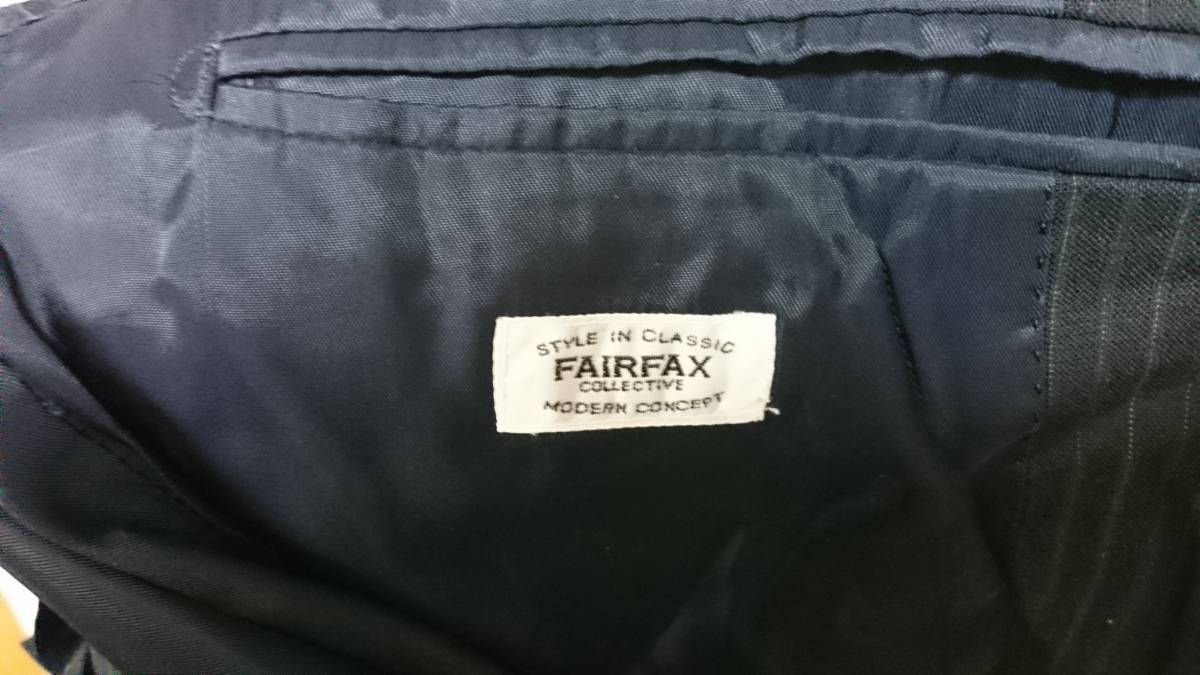 STYLE IN CLASSIC
FAIRFAX
COLLECTIVE
MODERN CONCEPT